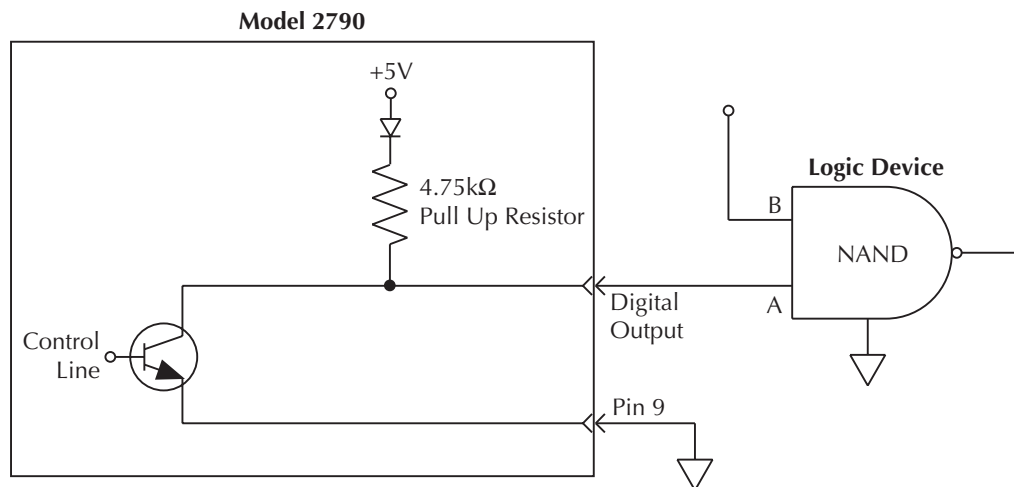 Model 2790
+5V
4.75kΩ
Pull Up Resistor
Logic Device
B
NAND
A
Digital
Output
Control
Line
Pin 9